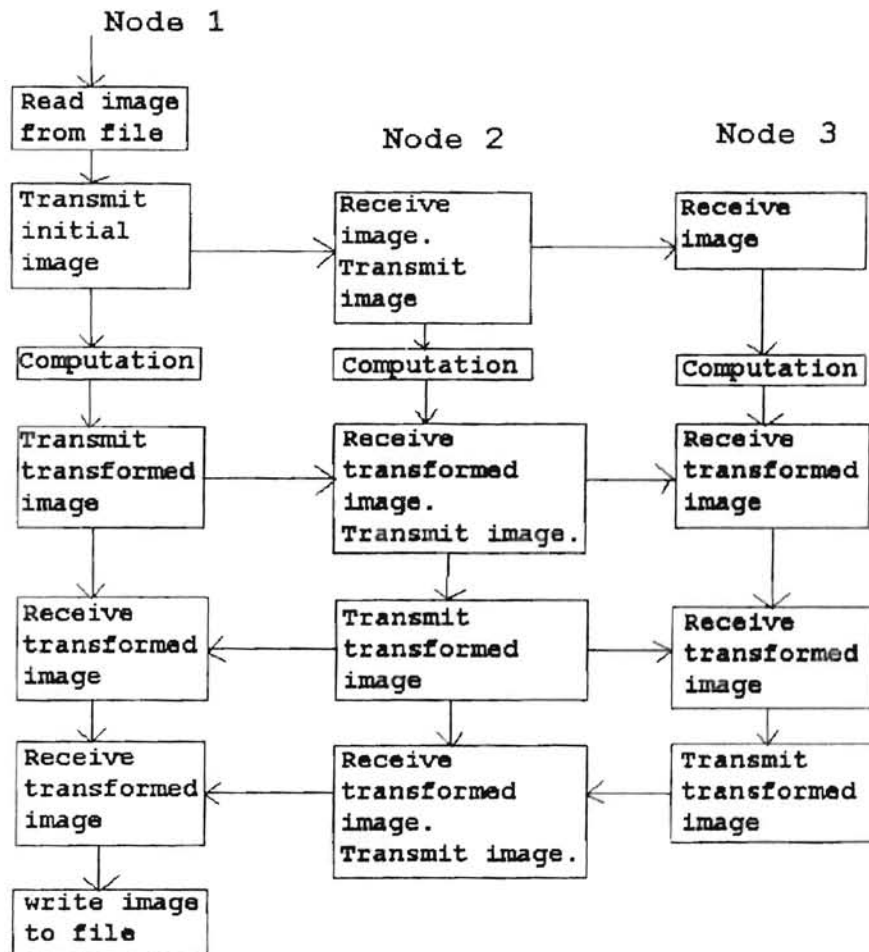 Node 1
Read image
from file
Node 2
Node 3
Transmit
initial
image
Receive
image.
Transmit
image
Receive
image
Computation
Computation
Computation
Transmit
transformed
image
Receive
transformed
image.
Transmit image.
Receive
transformed
image
Receive
transformed
image
Transmit
transformed
image
Receive
transformed
image
Receive
transformed
image
Receive
transformed
image.
Transmit image.
Transmit
transformed
image
write image
to file